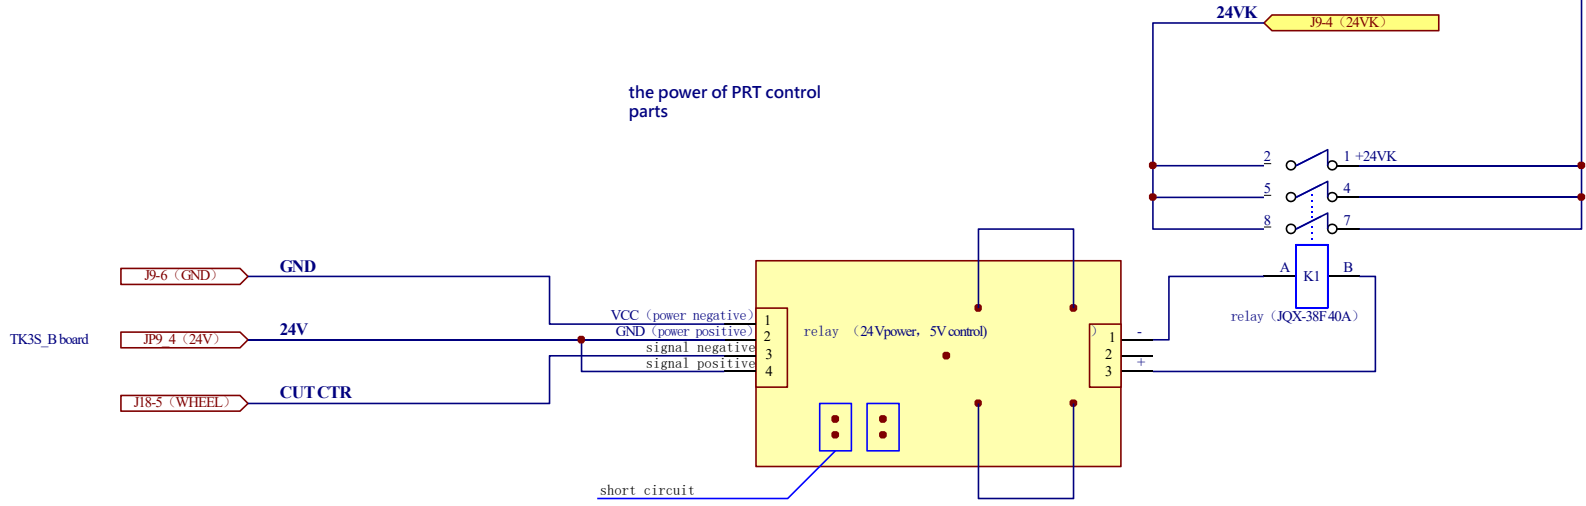 24VK
J9-4（24VK）
the power of PRT control
parts
2
1 +24VK
5
4
8
7
J9-6（GND）
GND
A
K1
B
VCC（power negative）
1
relay（JQX-38F 40A）
TK3S_B board
JP9_4（24V）
24V
GND（power positive）
2
relay （24Vpower，5Vcontrol)
）
1
-
signal negative
3
2
signal positive
4
3
+
J18-5（WHEEL）
CUT CTR
short circuit